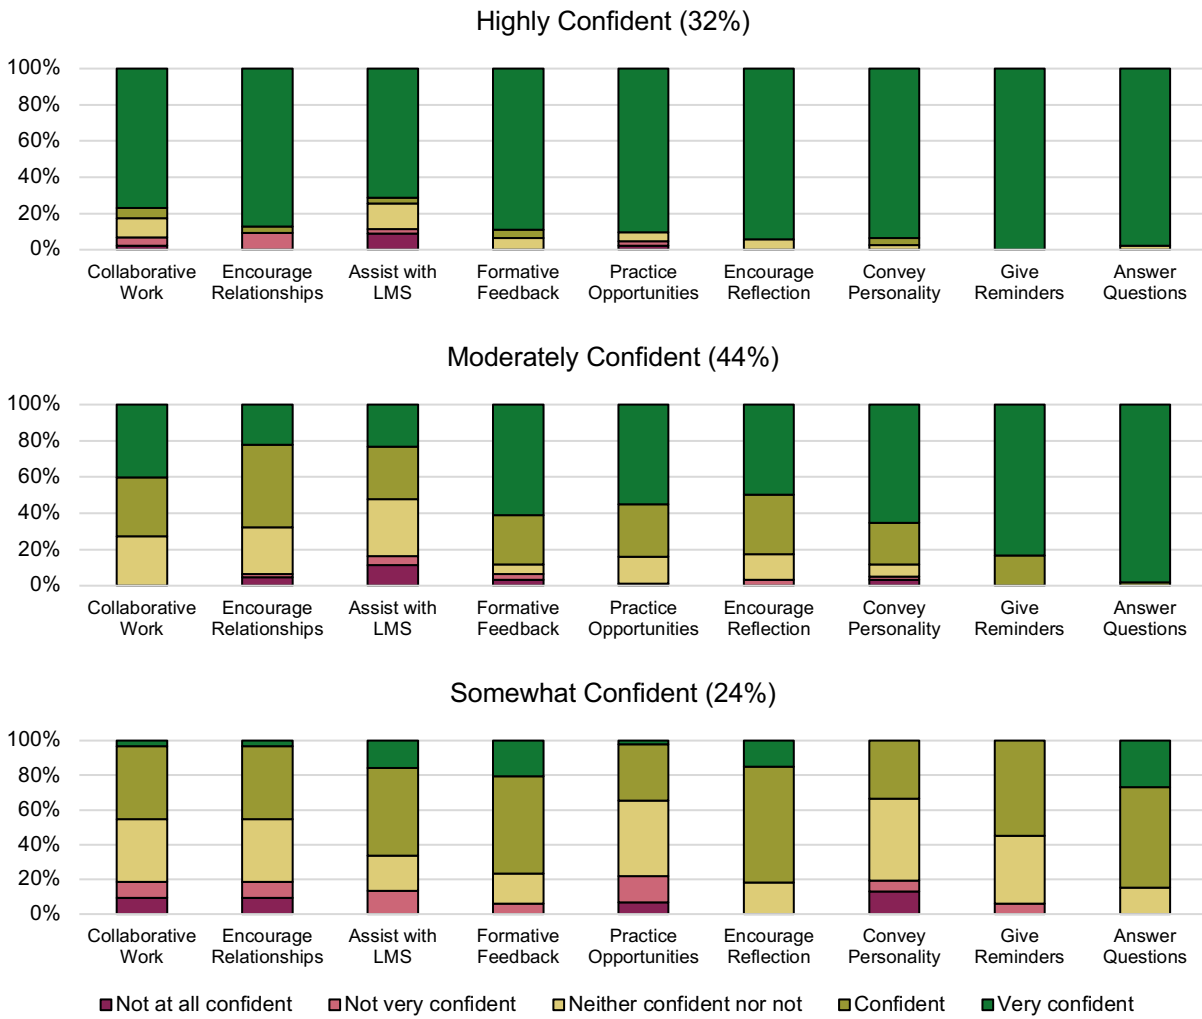 Highly Confident (32%)
100%
80%
60%
40%
20%
0%
Collaborative Work
Encourage Relationships
Assist with LMS
Formative Feedback
Practice Opportunities
Encourage Reflection
Convey Personality
Give Reminders
Answer Questions
Moderately Confident (44%)
100%
80%
60%
40%
20%
0%
Collaborative Work
Encourage Relationships
Assist with LMS
Formative Feedback
Practice Opportunities
Encourage Reflection
Convey Personality
Give Reminders
Answer Questions
Somewhat Confident (24%)
100%
80%
60%
40%
20%
0%
Collaborative Work
Encourage Relationships
Assist with LMS
Formative Feedback
Practice Opportunities
Encourage Reflection
Convey Personality
Give Reminders
Answer Questions
Not at all confident Not very confident Neither confident nor not Confident Very confident